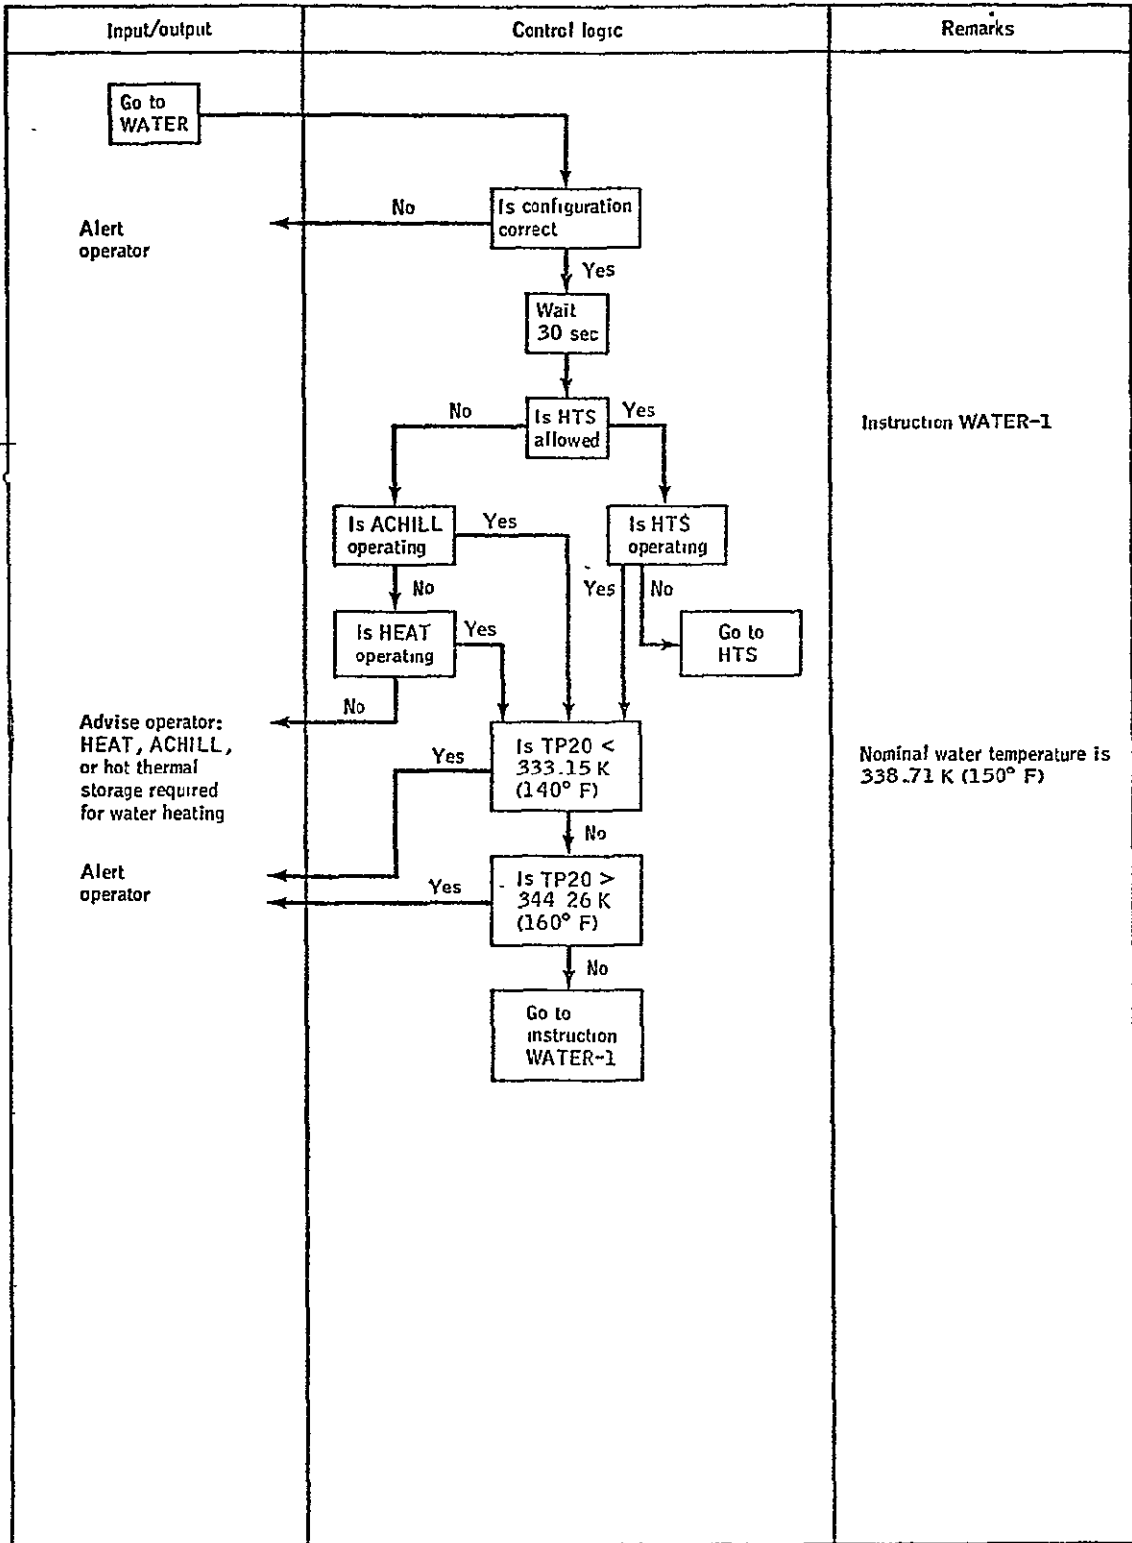 Input/output
Control logic
Remarks
Go to
WATER
Is configuration
correct
No
Alert
operator
Yes
Wait
30 sec
Is HTS
allowed
No
Yes
Instruction WATER-1
Is ACHILL
operating
Yes
Is HTS
operating
No
Yes
No
Is HEAT
operating
Yes
Go to
HTS
No
Advise operator:
HEAT, ACHILL,
or hot thermal
storage required
for water heating
Is TP20 <
333.15 K
(140° F)
Yes
Nominal water temperature is
338.71 K (150° F)
No
Alert
operator
Is TP20 >
344 26 K
(160° F)
Yes
No
Go to
instruction
WATER-1